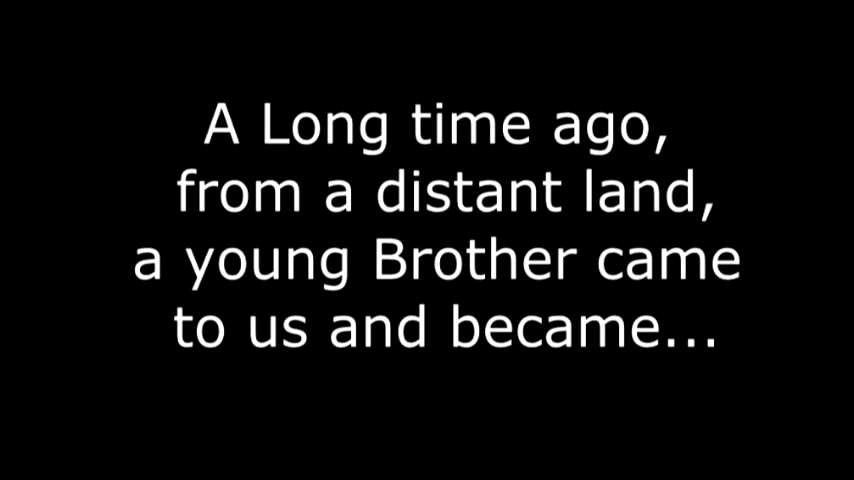 A Long time ago,
from a distant land,
a young Brother came
to us and became...